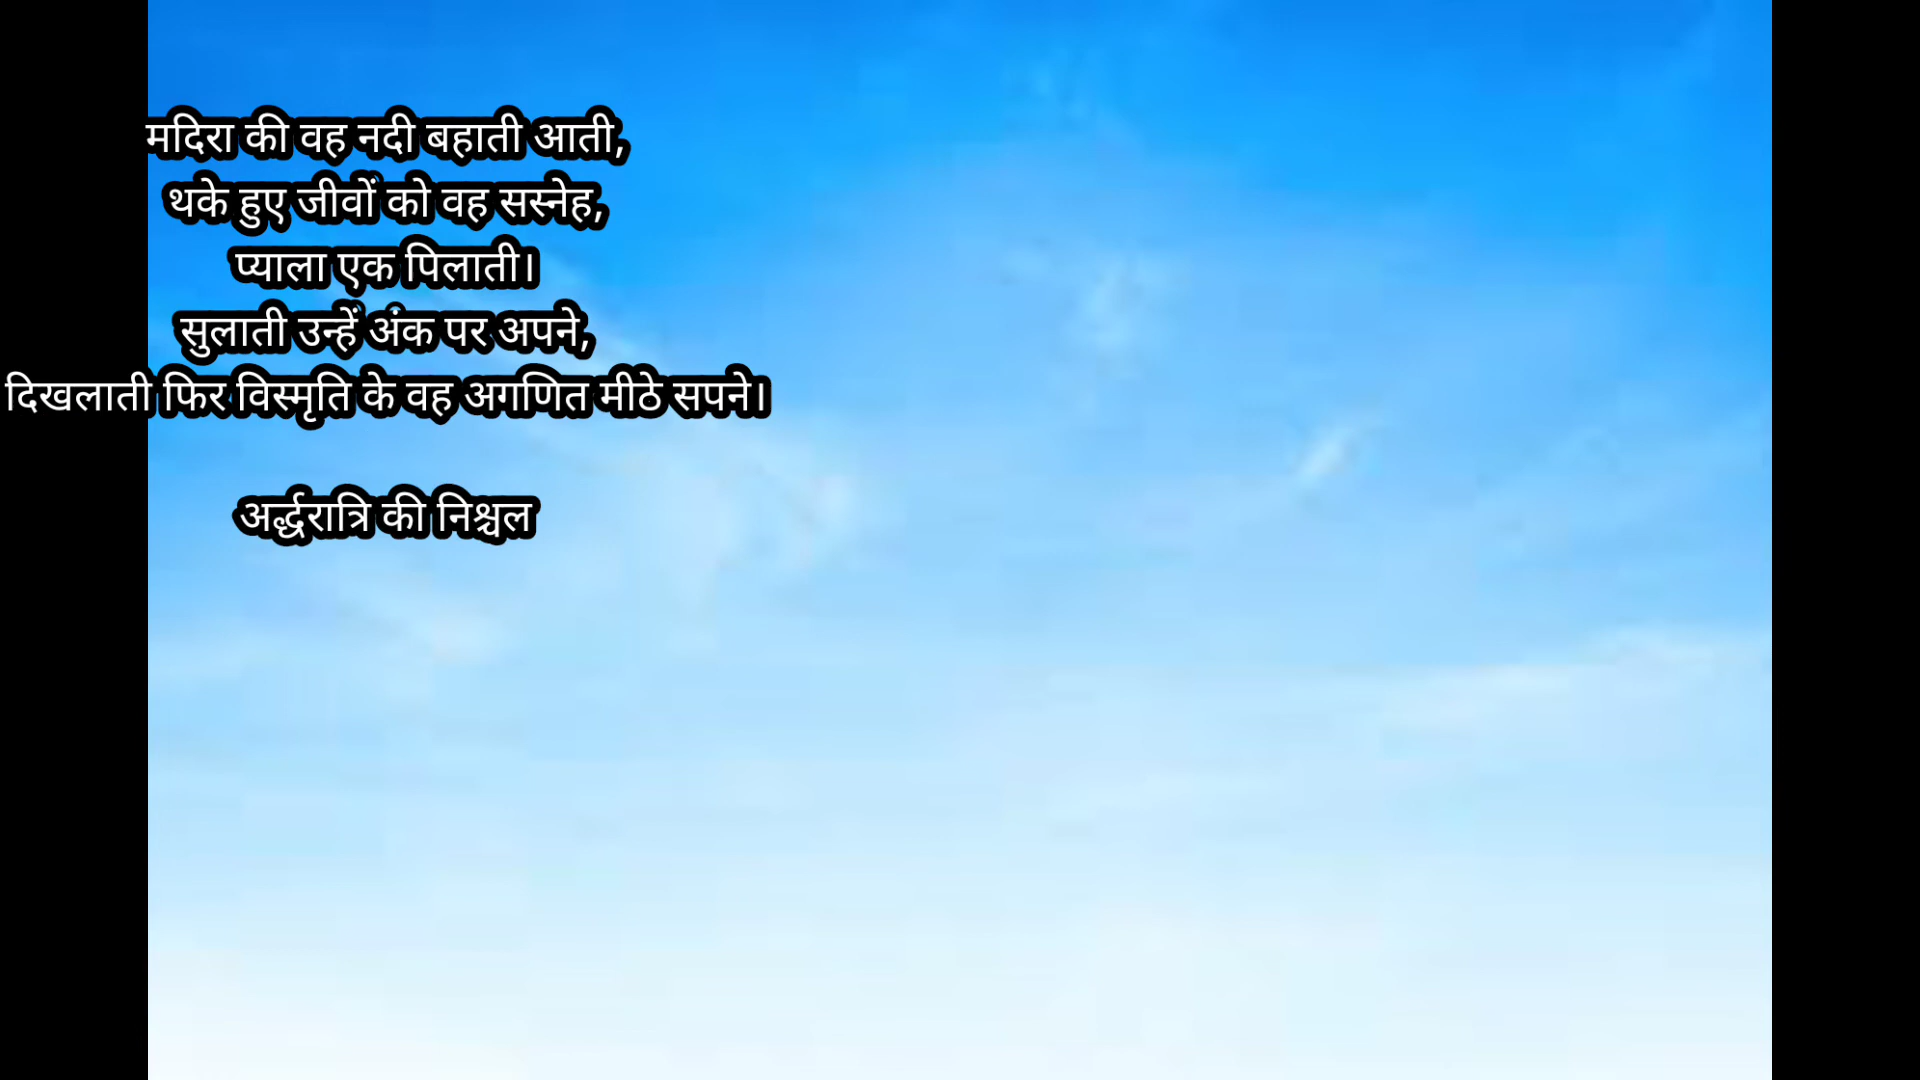 मदिरा की वह नदी बहाती आती,
थके हुए जीवों को वह सस्नेह,
प्याला एक पिलाती।
सुलाती उन्हें अंक पर अपने,
दिखलाती फिर विस्मृति के वह अगणित मीठे सपने।
अर्द्धरात्रि की निश्चल